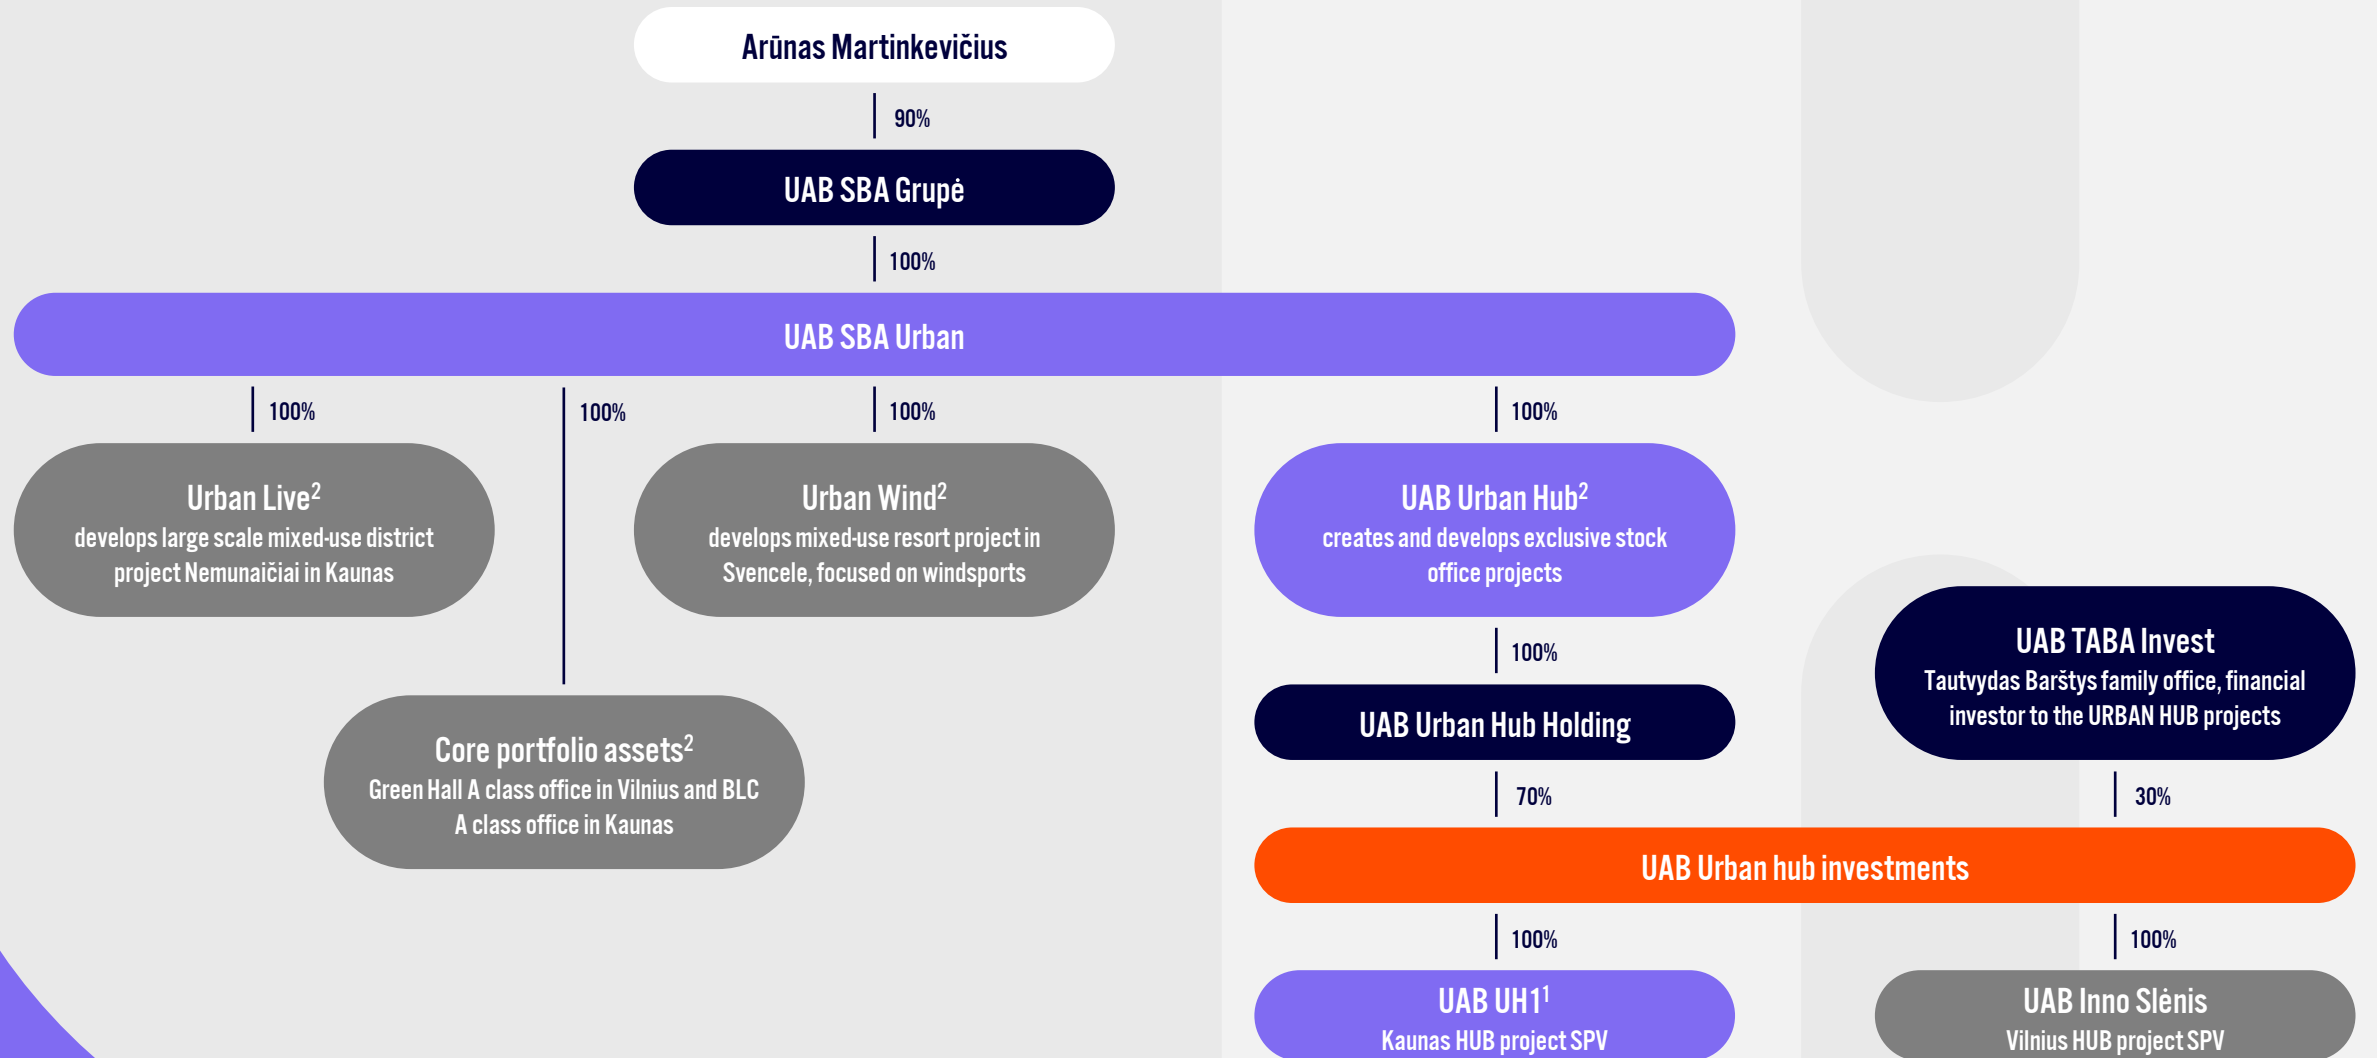 Arūnas Martinkevičius
90%
UAB SBA Grupė
100%
UAB SBA Urban
100%
100%
100%
100%
Urban Live²
develops large scale mixed-use district
project Nemunaičiai in Kaunas
Urban Wind²
develops mixed-use resort project in
Svencele, focused on windsports
UAB Urban Hub²
creates and develops exclusive stock
office projects
100%
UAB TABA Invest
Tautvydas Barštys family office, financial
investor to the URBAN HUB projects
UAB Urban Hub Holding
Core portfolio assets²
Green Hall A class office in Vilnius and BLC
A class office in Kaunas
70%
30%
UAB Urban hub investments
100%
100%
UAB UH1¹
Kaunas HUB project SPV
UAB Inno Slėnis
Vilnius HUB project SPV